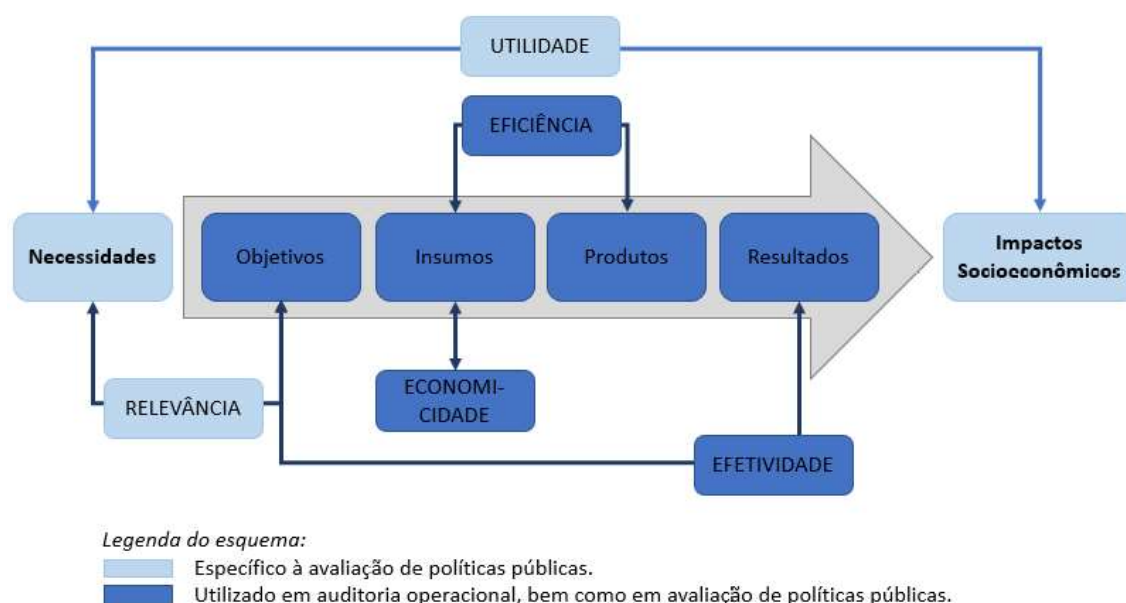 UTILIDADE
EFICIÊNCIA
Necessidades
Objetivos
Insumos
Produtos
Resultados
Impactos
Socioeconômicos
RELEVÂNCIA
ECONOMI-
CIDADE
EFETIVIDADE
Legenda do esquema:
Específico à avaliação de políticas públicas.
Utilizado em auditoria operacional, bem como em avaliação de políticas públicas.